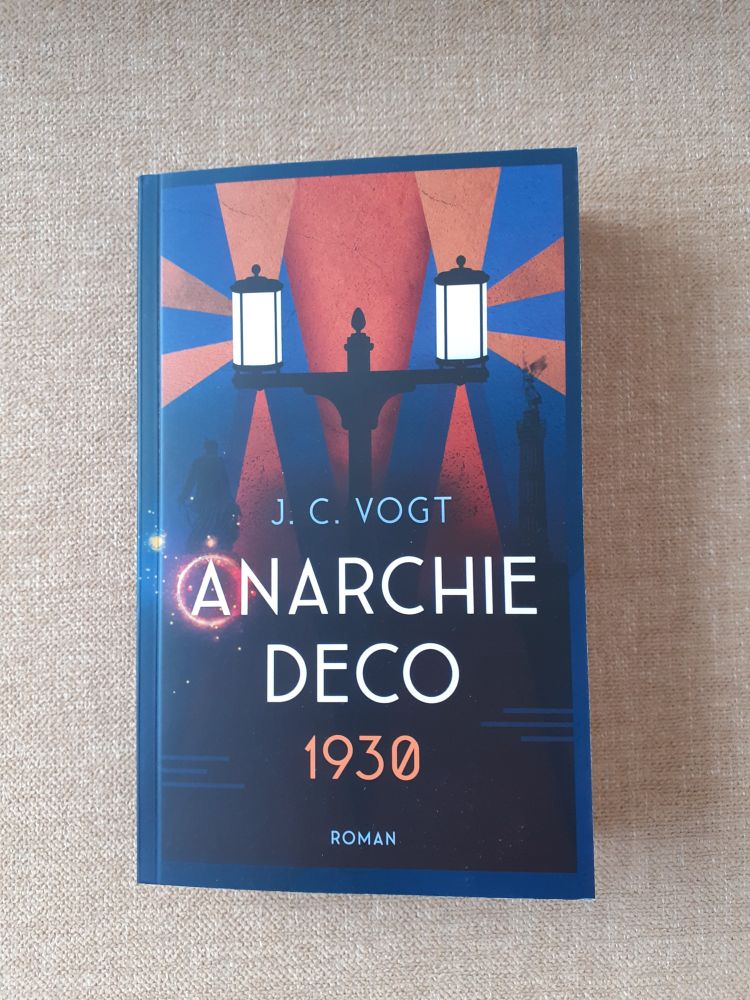 J. C. VOGT
ANARCHIE
DECO
1930
ROMAN